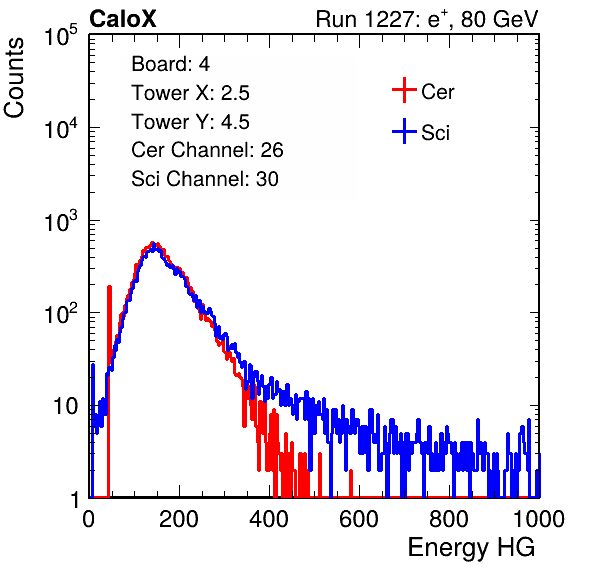 CaloX Run 1227: e⁺, 80 GeV
Counts
Board: 4
Tower X: 2.5
Tower Y: 4.5
Cer Channel: 26
Sci Channel: 30
Cer
Sci
10⁵
10⁴
10³
10²
10
1
0 200 400 600 800 1000
Energy HG